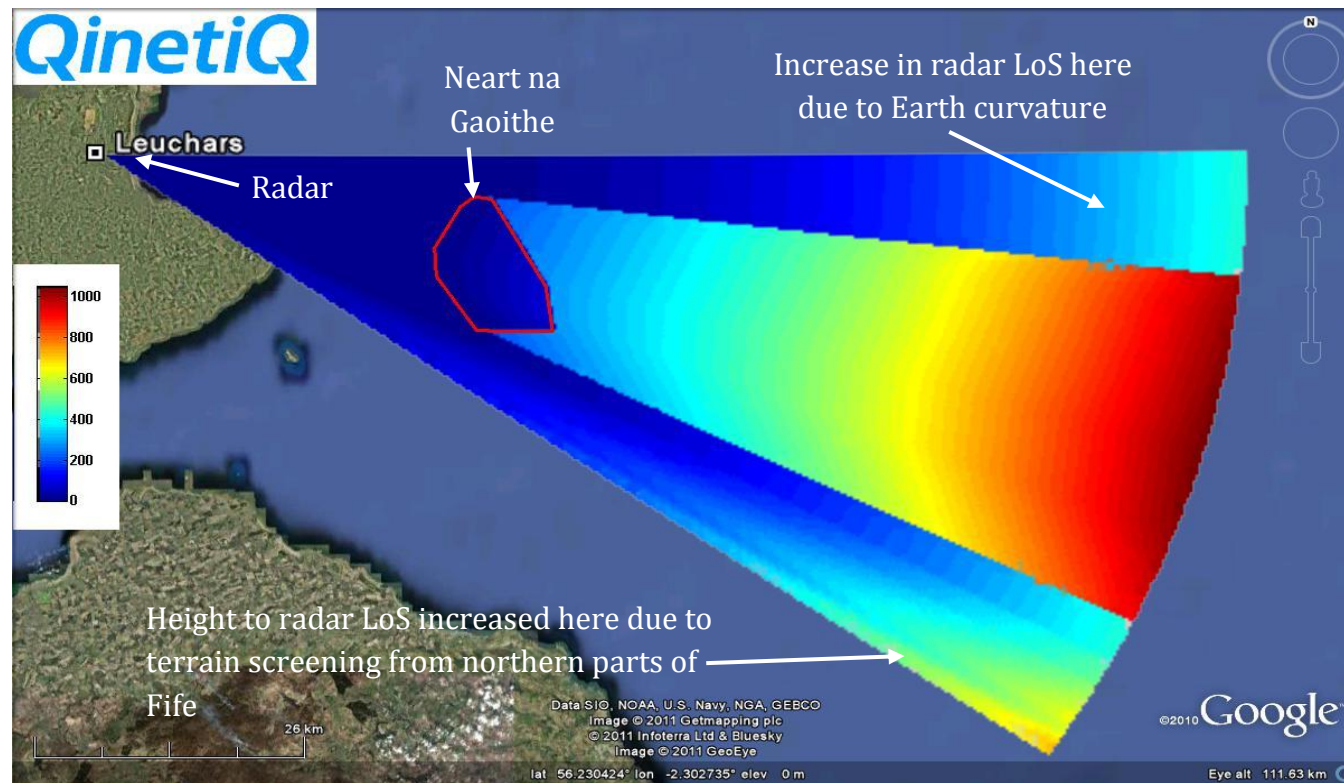 QinetiQ
N
Neart na
Gaoithe
Increase in radar LoS here
due to Earth curvature
Leuchars
Radar
1000
800
600
400
200
0
Height to radar LoS increased here due to
terrain screening from northern parts of
Fife
26 km
Data SIO, NOAA, U.S. Navy, NGA, GEBCO
Image © 2011 Getmapping plc
© 2011 Infoterra Ltd & Bluesky
Image © 2011 GeoEye
©2010 Google™
lat 56.230424° lon -2.302735° elev 0 m
Eye alt 111.63 km